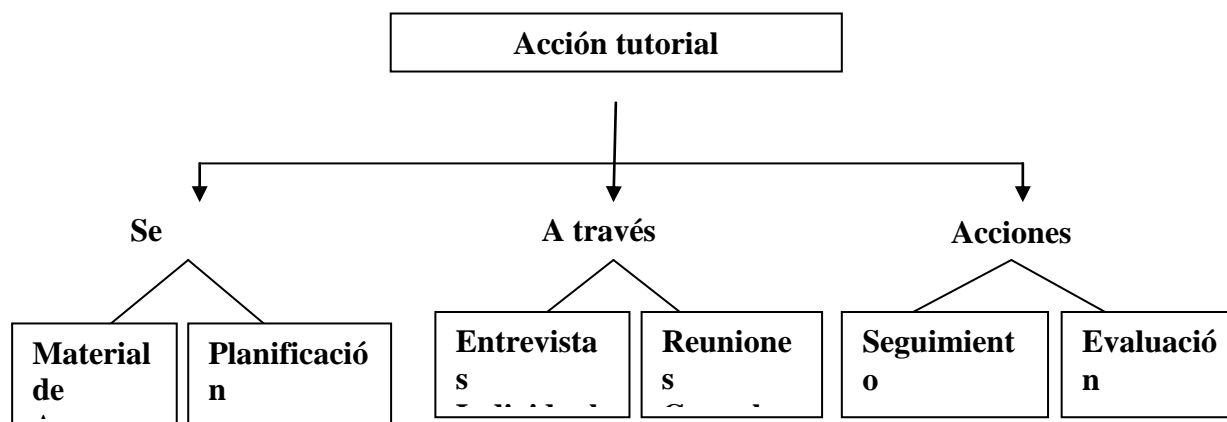 Acción tutorial
Se
A través
Acciones
Material
de
Planificació
n
Entrevista
s
Reunione
s
Seguimient
o
Evaluació
n